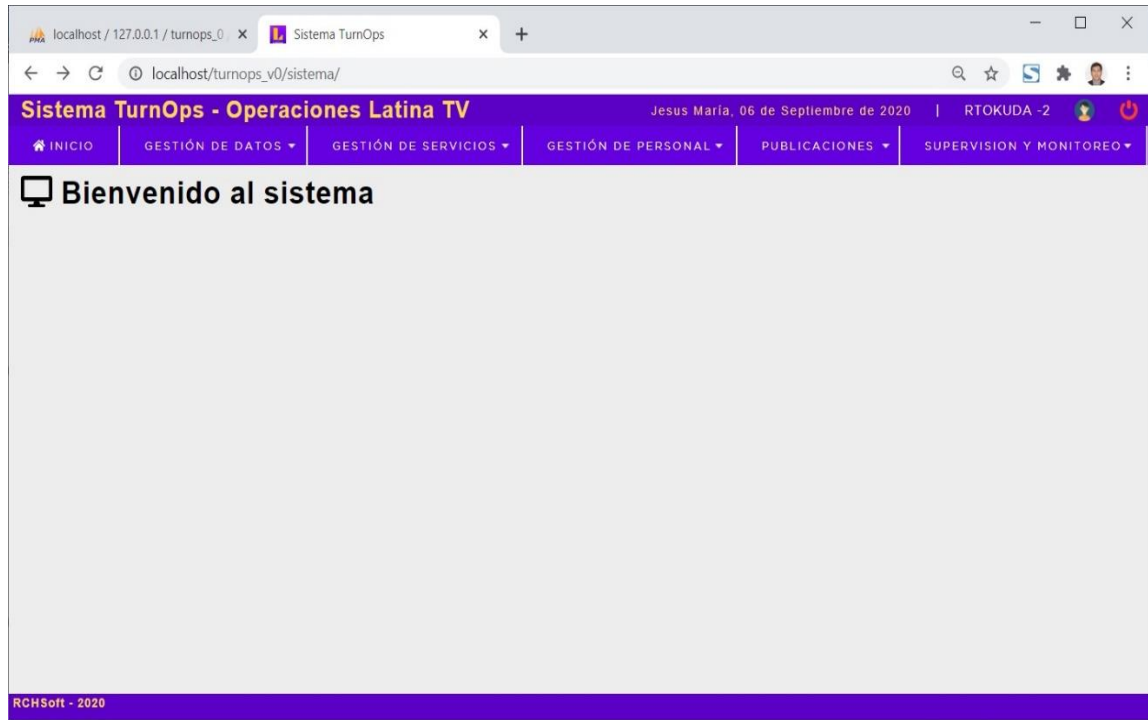 localhost / 127.0.0.1 / turnops_0
Sistema TurnOps
localhost/turnops_v0/sistema/
Sistema TurnOps - Operaciones Latina TV
Jesus María, 06 de Septiembre de 2020 | RTOKUDA -2
INICIO
GESTIÓN DE DATOS
GESTIÓN DE SERVICIOS
GESTIÓN DE PERSONAL
PUBLICACIONES
SUPERVISION Y MONITOREO
Bienvenido al sistema
RCHSoft - 2020